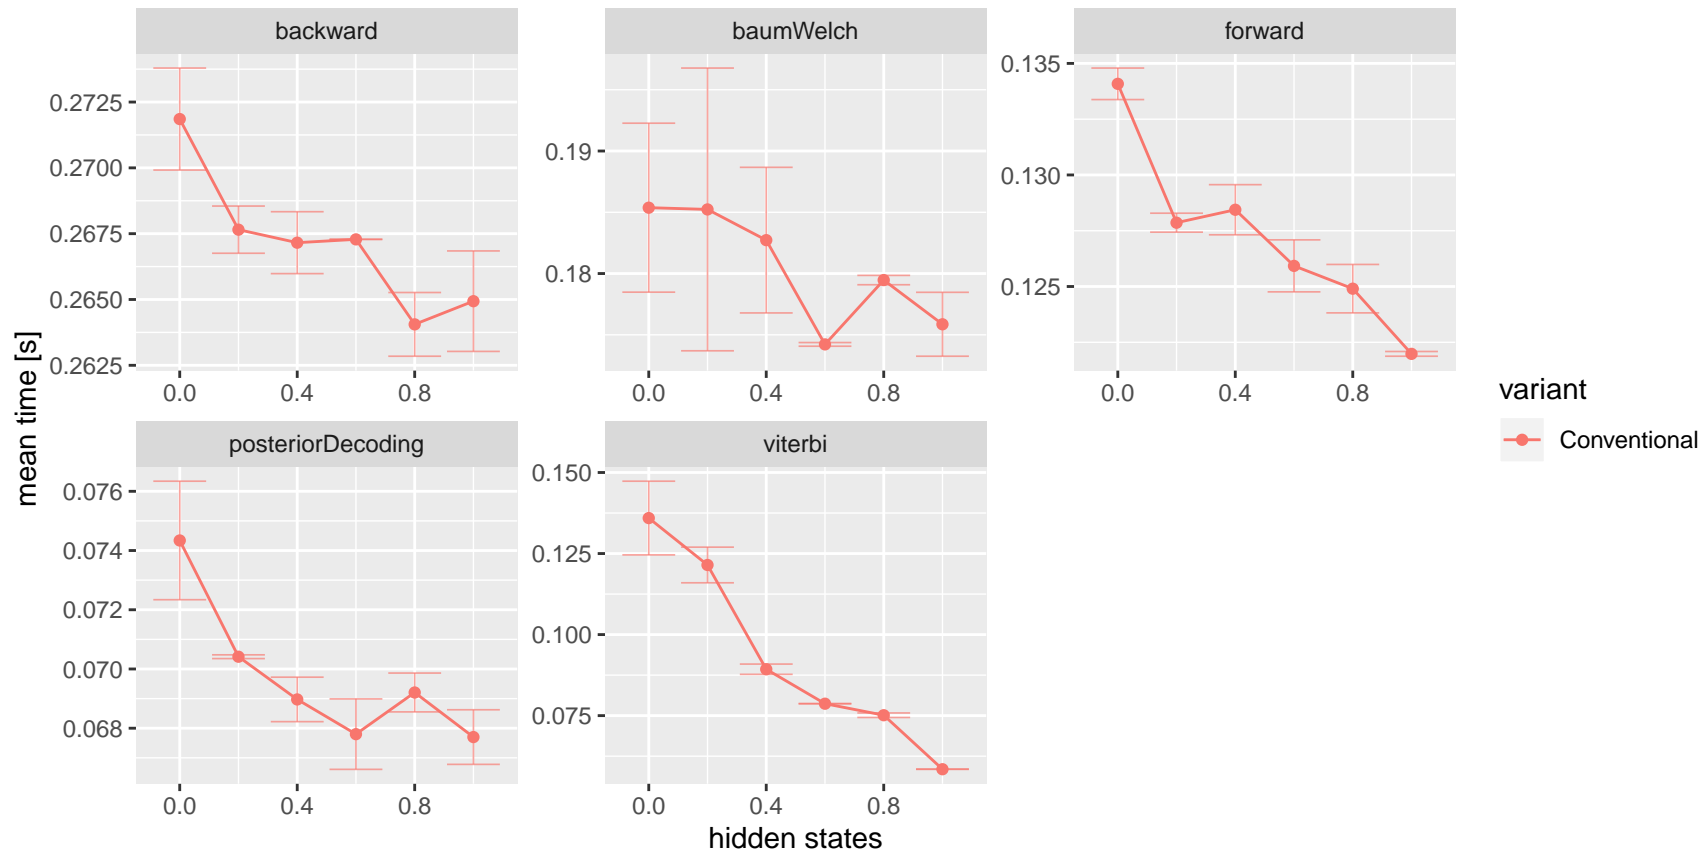 backward
baumWelch
forward
0.2725
0.2700
0.2675
0.2650
0.2625
0.19
0.18
0.135
0.130
0.125
0.0 0.4 0.8
0.0 0.4 0.8
0.0 0.4 0.8
mean time [s]
variant
Conventional
posteriorDecoding
viterbi
0.076
0.074
0.072
0.070
0.068
0.150
0.125
0.100
0.075
0.0 0.4 0.8
0.0 0.4 0.8
hidden states